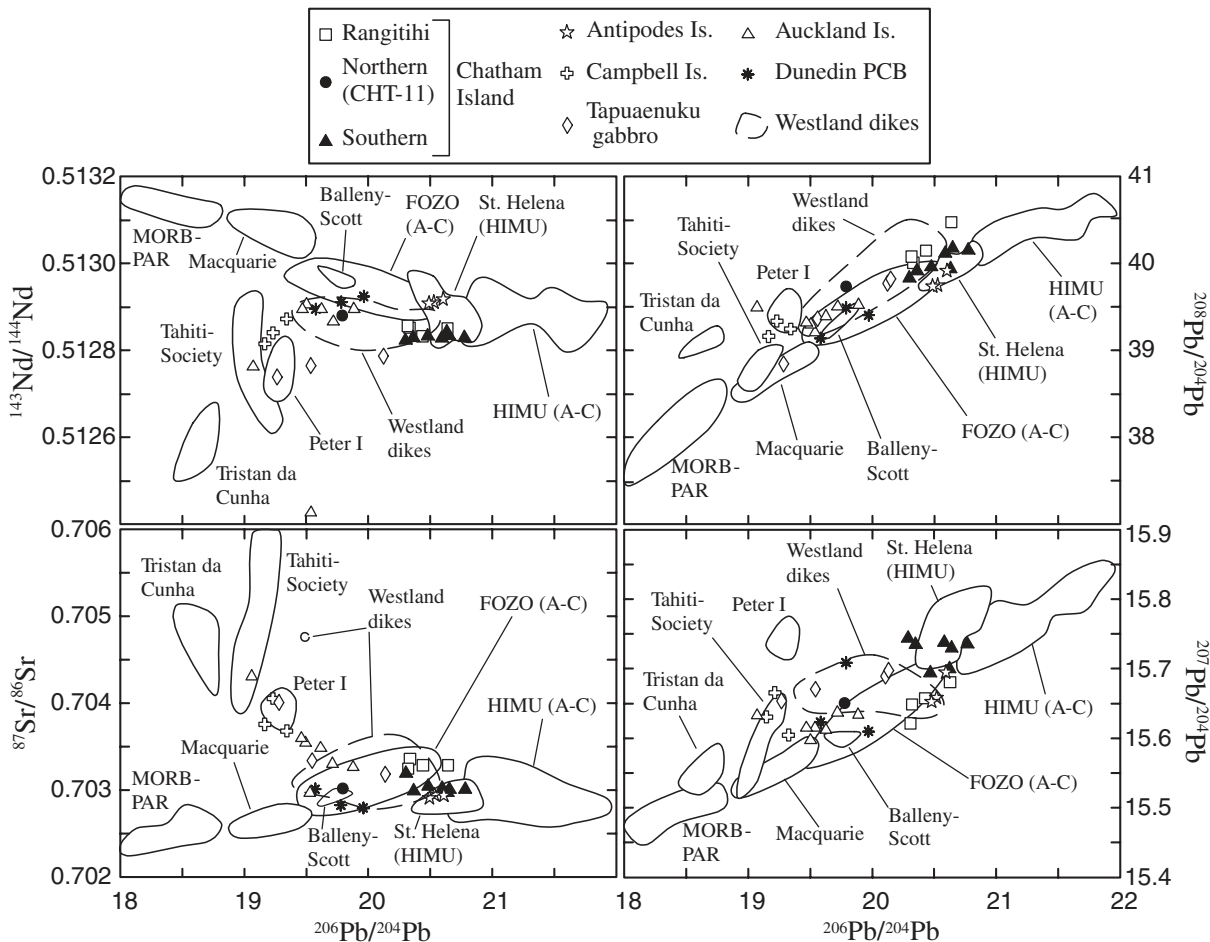 Rangitihi
Northern
(CHT-11)
Southern
Chatham
Island
Antipodes Is.
Campbell Is.
Tapuaenuku
gabbro
Auckland Is.
Dunedin PCB
Westland dikes
0.5132
0.5130
0.5128
0.5126
143Nd/144Nd
MORB-
PAR
Macquarie
Balleny-
Scott
FOZO
(A-C)
St. Helena
(HIMU)
Tahiti-
Society
HIMU (A-C)
Westland
dikes
Peter I
Tristan da
Cunha
41
40
39
38
208Pb/204Pb
Westland
dikes
Tahiti-
Society
Peter I
Tristan da
Cunha
HIMU
(A-C)
St. Helena
(HIMU)
FOZO (A-C)
Balleny-
Scott
Macquarie
MORB-
PAR
0.706
0.705
0.704
0.703
0.702
87Sr/86Sr
Tristan da
Cunha
Tahiti-
Society
Westland
dikes
FOZO (A-C)
Peter I
HIMU (A-C)
Macquarie
MORB-
PAR
Balleny-
Scott
St. Helena
(HIMU)
18
19
20
21
206Pb/204Pb
15.9
15.8
15.7
15.6
15.5
15.4
207Pb/204Pb
Westland
dikes
St. Helena
(HIMU)
Tahiti-
Society
Peter I
Tristan da
Cunha
HIMU (A-C)
FOZO (A-C)
Balleny-
Scott
Macquarie
MORB-
PAR
18
19
20
21
22
206Pb/204Pb